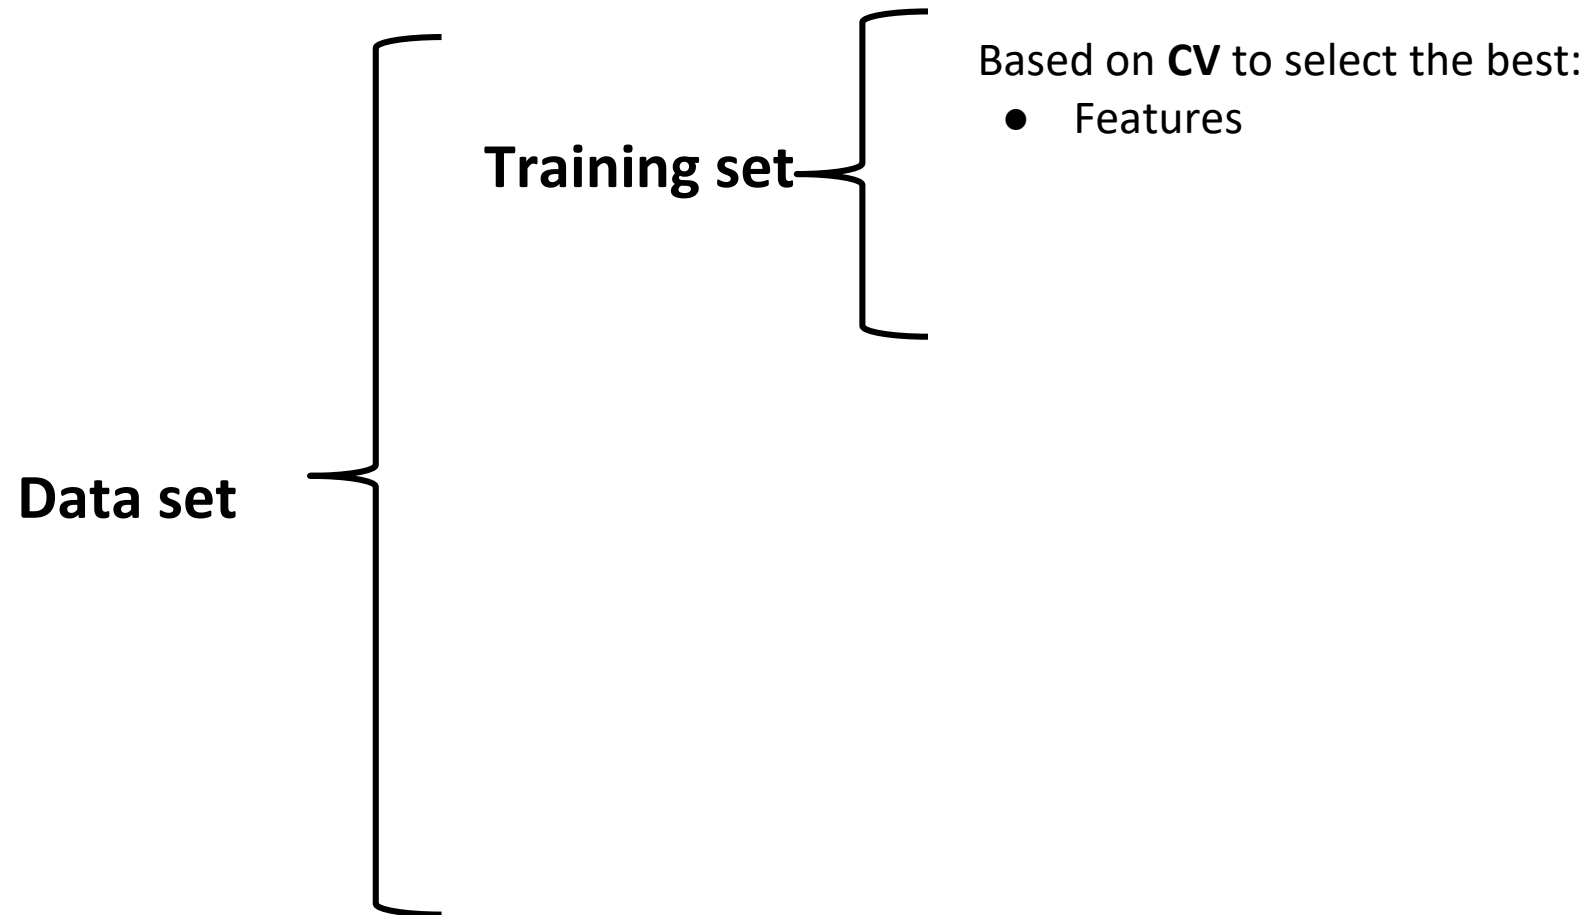 Based on CV to select the best:
● Features
Training set
Data set